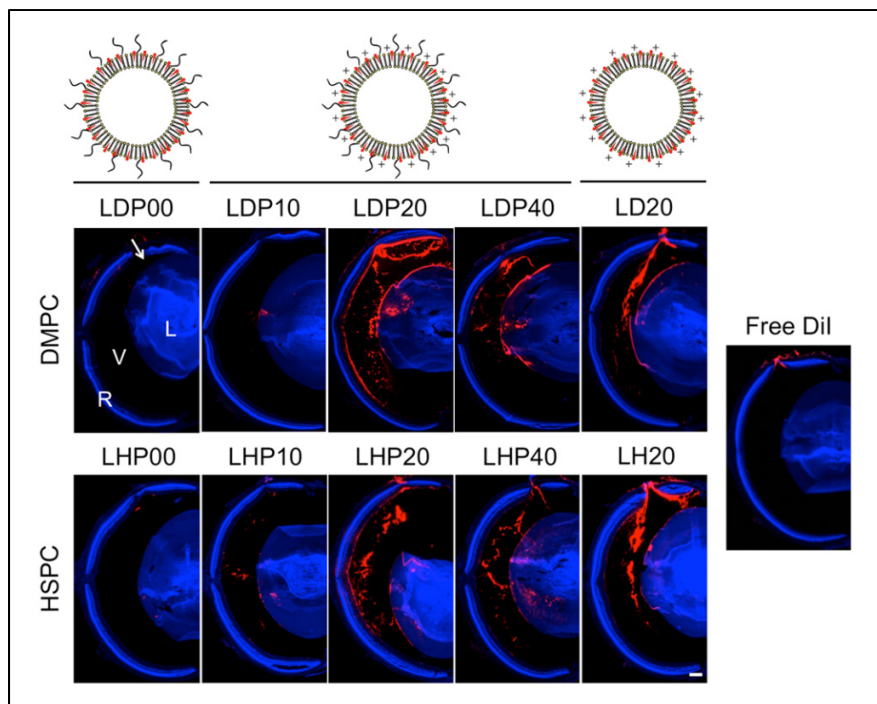 LDP00 LDP10 LDP20 LDP40 LD20
DMPC
L
V
R
Free DiI
LHP00 LHP10 LHP20 LHP40 LH20
HSPC